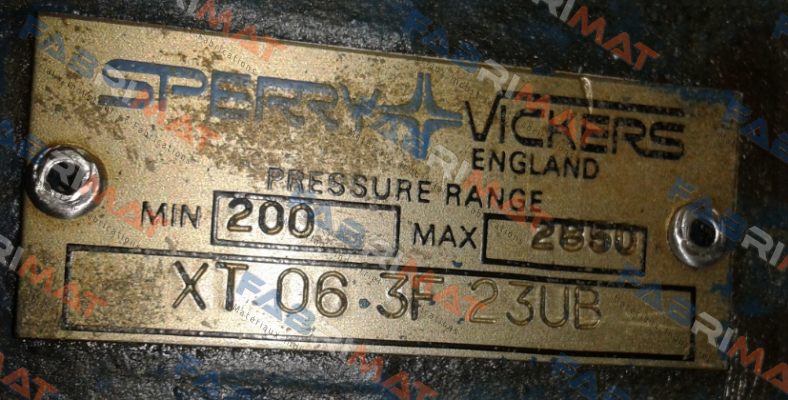 SPERRY VICKERS
ENGLAND
PRESSURE RANGE
MIN 200 MAX 2850
XT 06 3F 23UB